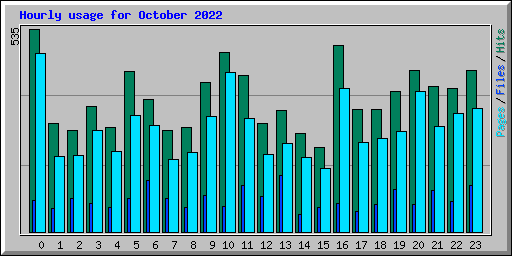 Hourly usage for October 2022
535
Pages/Files/Hits
0 1 2 3 4 5 6 7 8 9 10 11 12 13 14 15 16 17 18 19 20 21 22 23